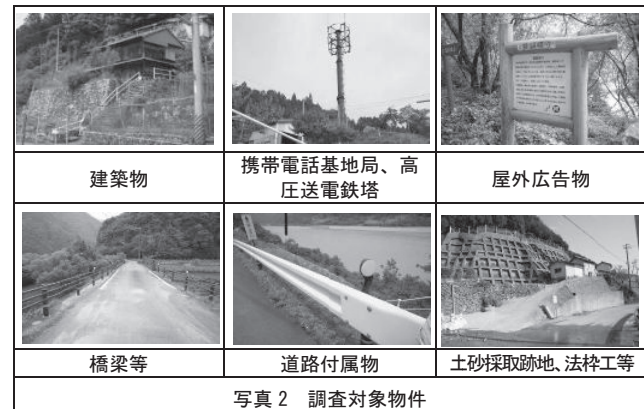 建築物
携帯電話基地局、高
圧送電鉄塔
屋外広告物
橋梁等
道路付属物
土砂採取跡地、法枠工等
写真2 調査対象物件